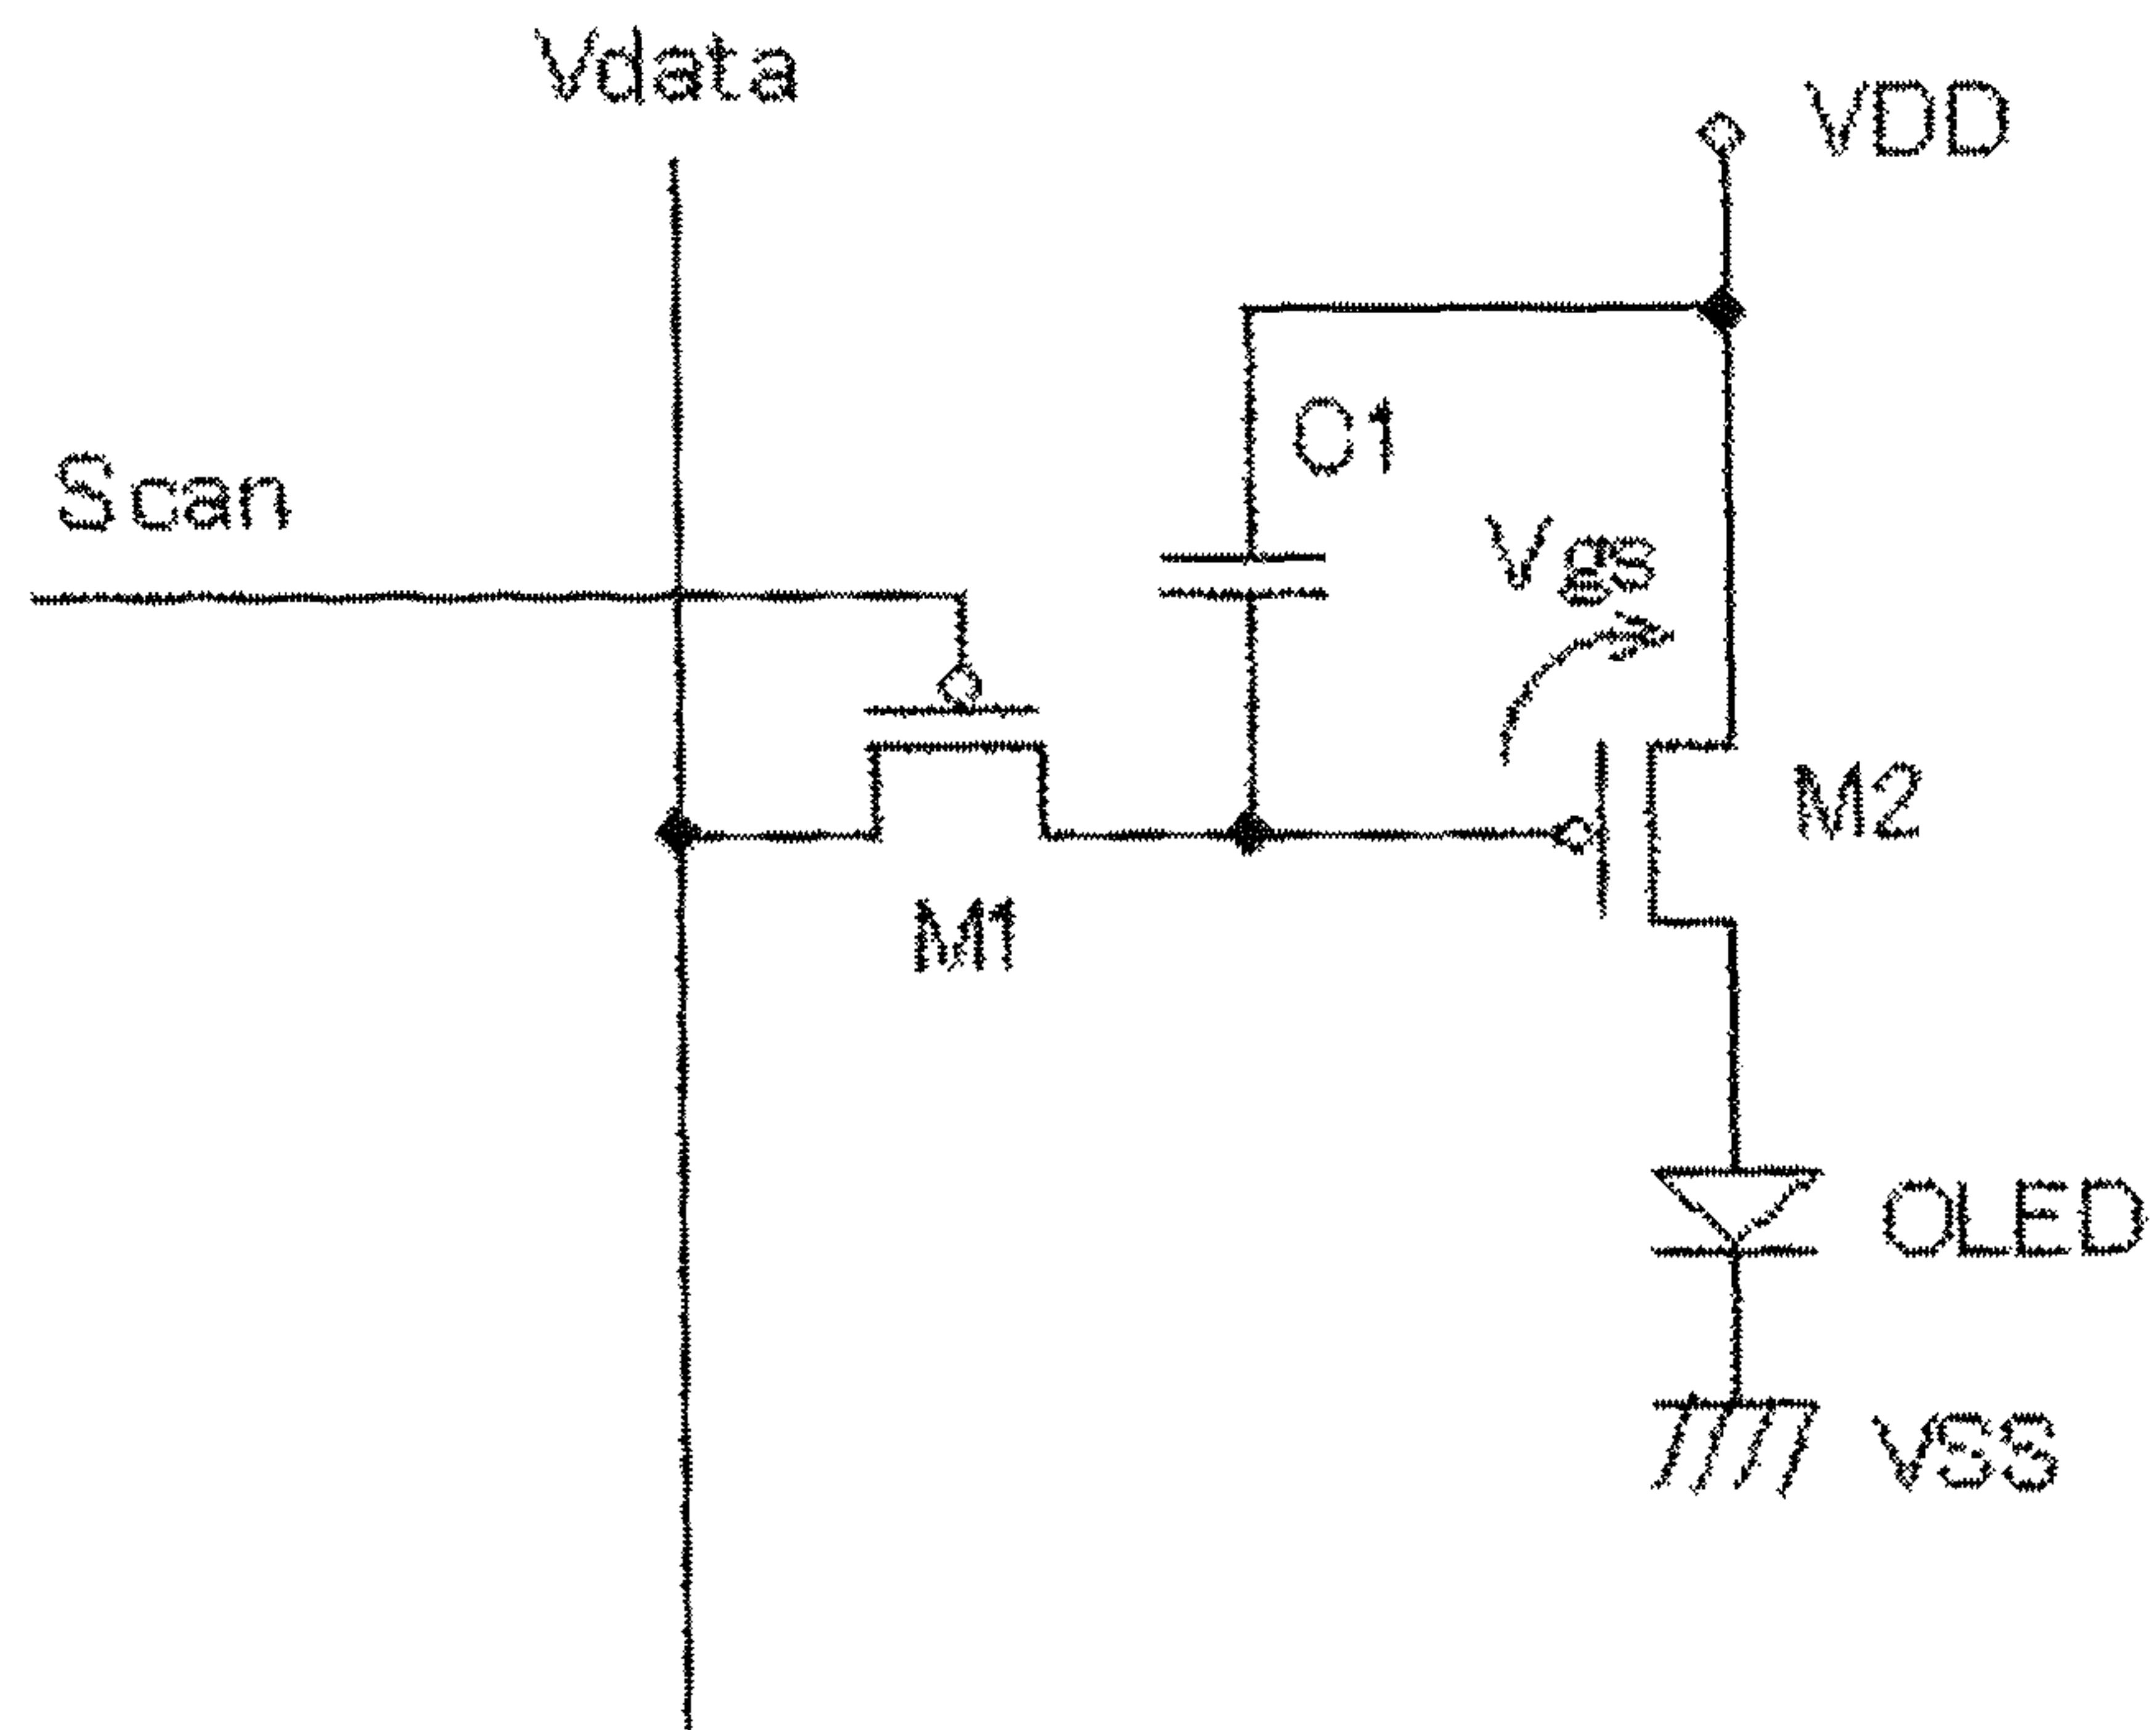 Vdata
VDD
C1
Scan
Vgs
M2
M1
OLED
VSS